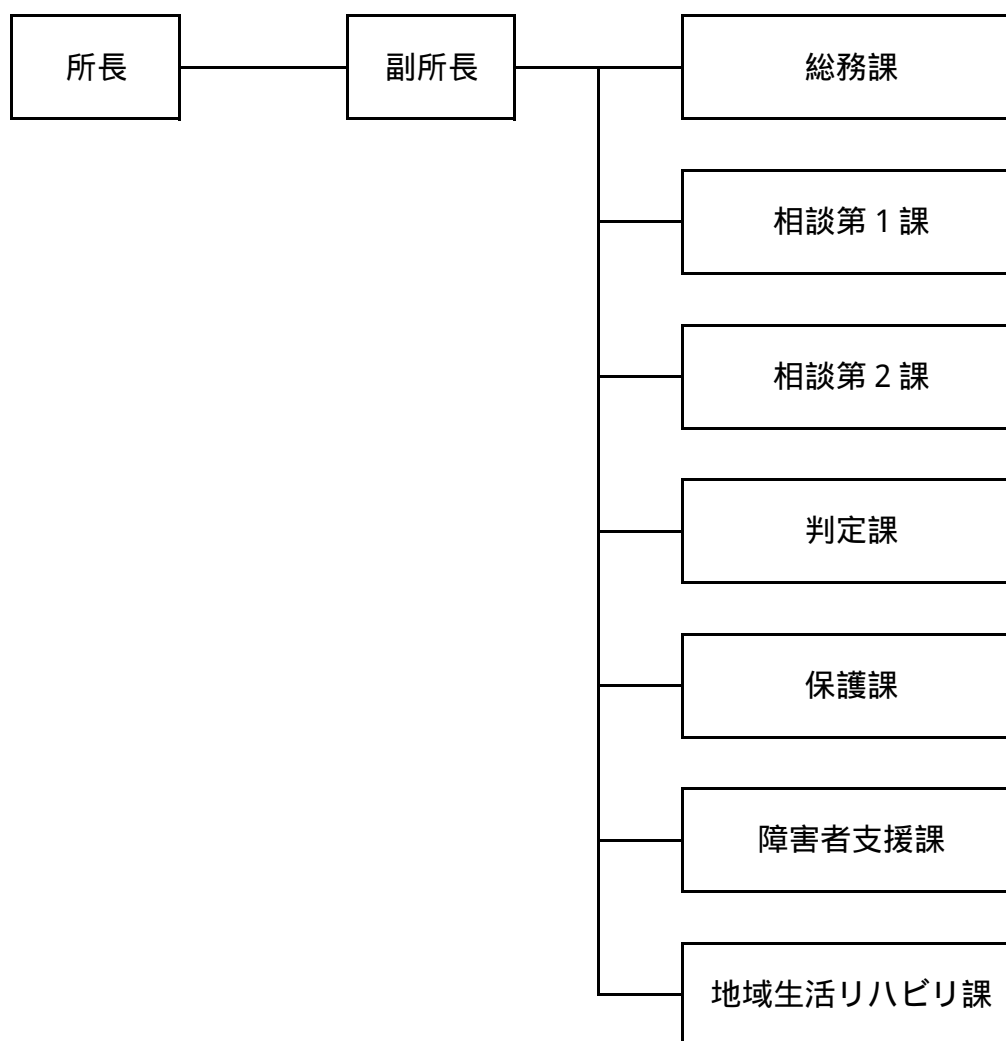 所長
副所長
総務課
相談第1課
相談第2課
判定課
保護課
障害者支援課
地域生活リハビリ課